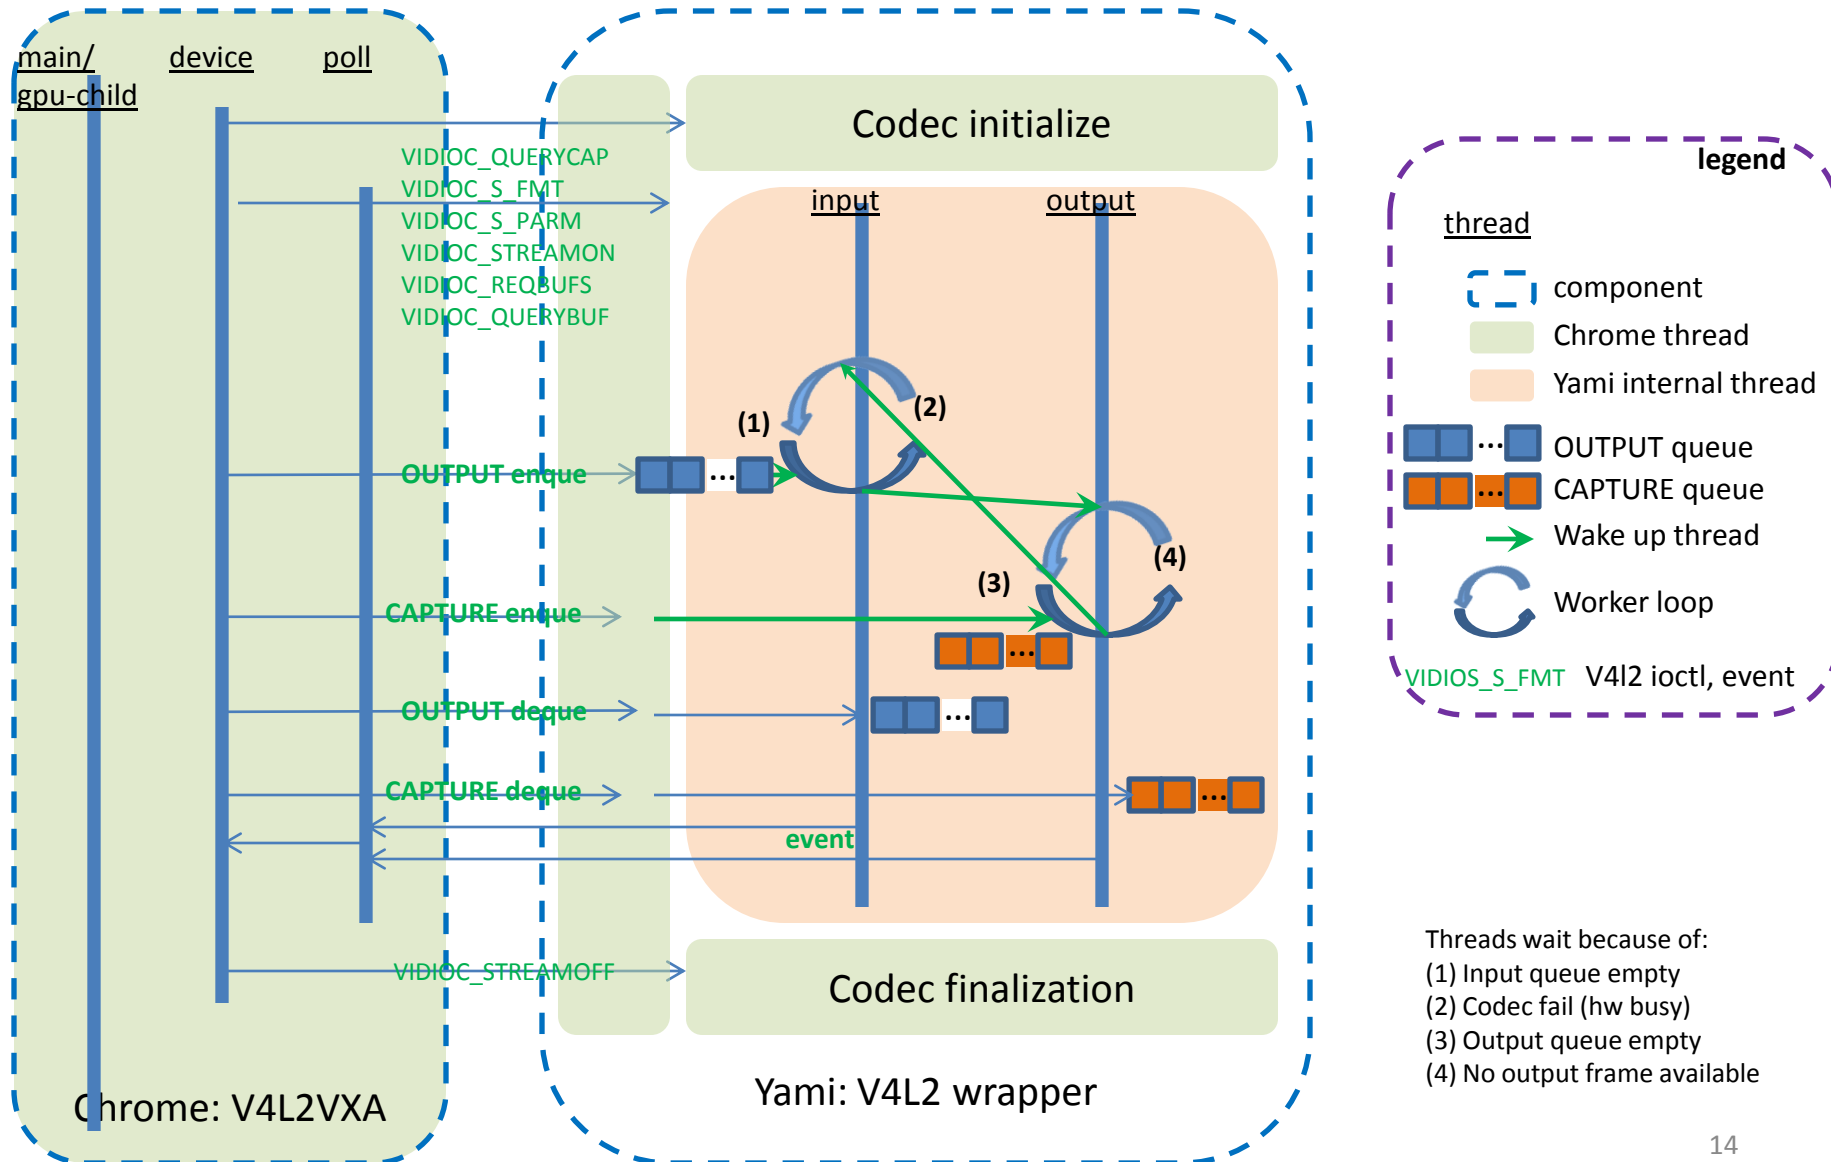 main/
gpu-child
device
poll
Codec initialize
VIDIOC_QUERYCAP
VIDIOC_S_FMT
VIDIOC_S_PARM
VIDIOC_STREAMON
VIDIOC_REQBUFS
VIDIOC_QUERYBUF
input
output
(1)
(2)
OUTPUT enque
...
(3)
(4)
CAPTURE enque
...
OUTPUT deque
...
CAPTURE deque
...
event
VIDIOC_STREAMOFF
Codec finalization
Chrome: V4L2VXA
Yami: V4L2 wrapper
legend
thread
component
Chrome thread
Yami internal thread
... OUTPUT queue
... CAPTURE queue
Wake up thread
Worker loop
VIDIOS_S_FMT V4l2 ioctl, event
Threads wait because of:
(1) Input queue empty
(2) Codec fail (hw busy)
(3) Output queue empty
(4) No output frame available
14